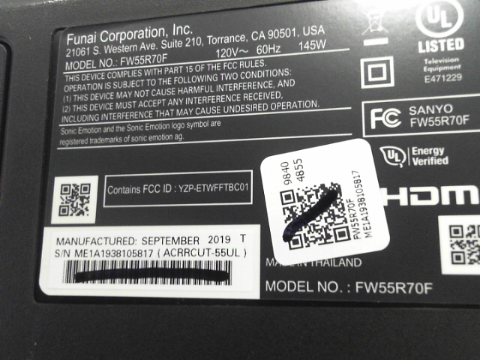 Funai Corporation, Inc.
21061 S. Western Ave. Suite 210, Torrance, CA 90501, USA
MODEL NO.: FW55R70F 120V~ 60Hz 145W
THIS DEVICE COMPLIES WITH PART 15 OF THE FCC RULES.
OPERATION IS SUBJECT TO THE FOLLOWING TWO CONDITIONS:
(1) THIS DEVICE MAY NOT CAUSE HARMFUL INTERFERENCE, AND
(2) THIS DEVICE MUST ACCEPT ANY INTERFERENCE RECEIVED,
INCLUDING INTERFERENCE THAT MAY CAUSE UNDESIRED OPERATION.
Sonic Emotion and the Sonic Emotion logo symbol are
registered trademarks of sonic emotion ag.
UL
LISTED
Television
Equipment
E471229
FC SANYO
FW55R70F
UL Energy
Verified
HDMI
Contains FCC ID : YZP-ETWFFTBC01
9840
4855
FW55R70F
ME1A1938105817
MANUFACTURED: SEPTEMBER 2019 T
S/N ME1A1938105817 ( ACRRCUT-55UL )
MADE IN THAILAND
MODEL NO. : FW55R70F